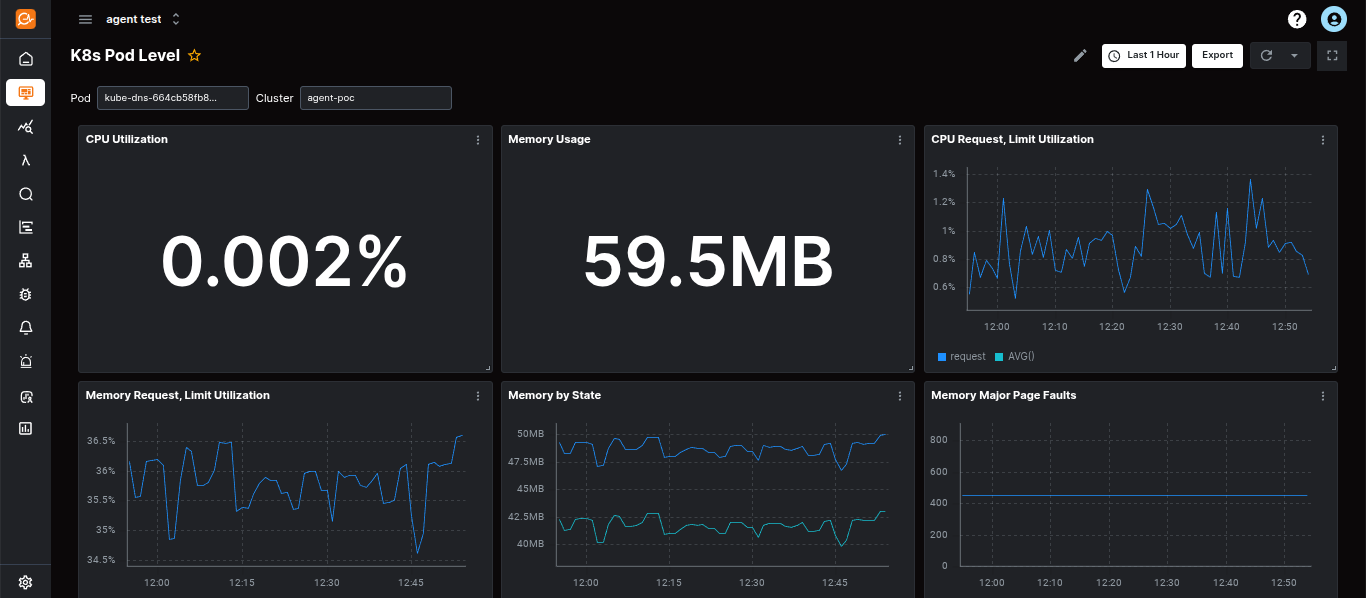 agent test
K8s Pod Level
Last 1 Hour
Export
Pod
kube-dns-664cb58fb8...
Cluster
agent-poc
CPU Utilization
0.002%
Memory Usage
59.5MB
CPU Request, Limit Utilization
1.4%
1.2%
1%
0.8%
0.6%
12:00 12:10 12:20 12:30 12:40 12:50
request AVG()
Memory Request, Limit Utilization
36.5%
36%
35.5%
35%
34.5%
12:00 12:15 12:30 12:45
Memory by State
50MB
47.5MB
45MB
42.5MB
40MB
12:00 12:15 12:30 12:45
Memory Major Page Faults
800
600
400
200
0
12:00 12:10 12:20 12:30 12:40 12:50